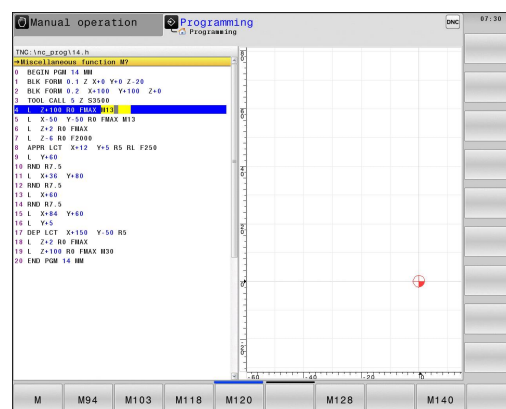 Manual operation
Programming
Programming
DNC
07:30
TNC:\nc_prog\14.h
→Miscellaneous function M?
0 BEGIN PGM 14 MM
1 BLK FORM 0.1 Z X+0 Y+0 Z-20
2 BLK FORM 0.2 X+100 Y+100 Z+0
3 TOOL CALL 5 Z S3500
4 L Z+100 R0 FMAX M13
5 L X-50 Y-50 R0 FMAX M13
6 L Z+2 R0 FMAX
7 L Z-6 R0 F2000
8 APPR LCT X+12 Y+5 R5 RL F250
9 L Y+60
10 RND R7.5
11 L X+36 Y+80
12 RND R7.5
13 L X+60
14 RND R7.5
15 L X+84 Y+60
16 L Y+5
17 DEP LCT X+150 Y-50 R5
18 L Z+2 R0 FMAX
19 L Z+100 R0 FMAX M30
20 END PGM 14 MM
-60 -40 -20 0
M M94 M103 M118 M120 M128 M140